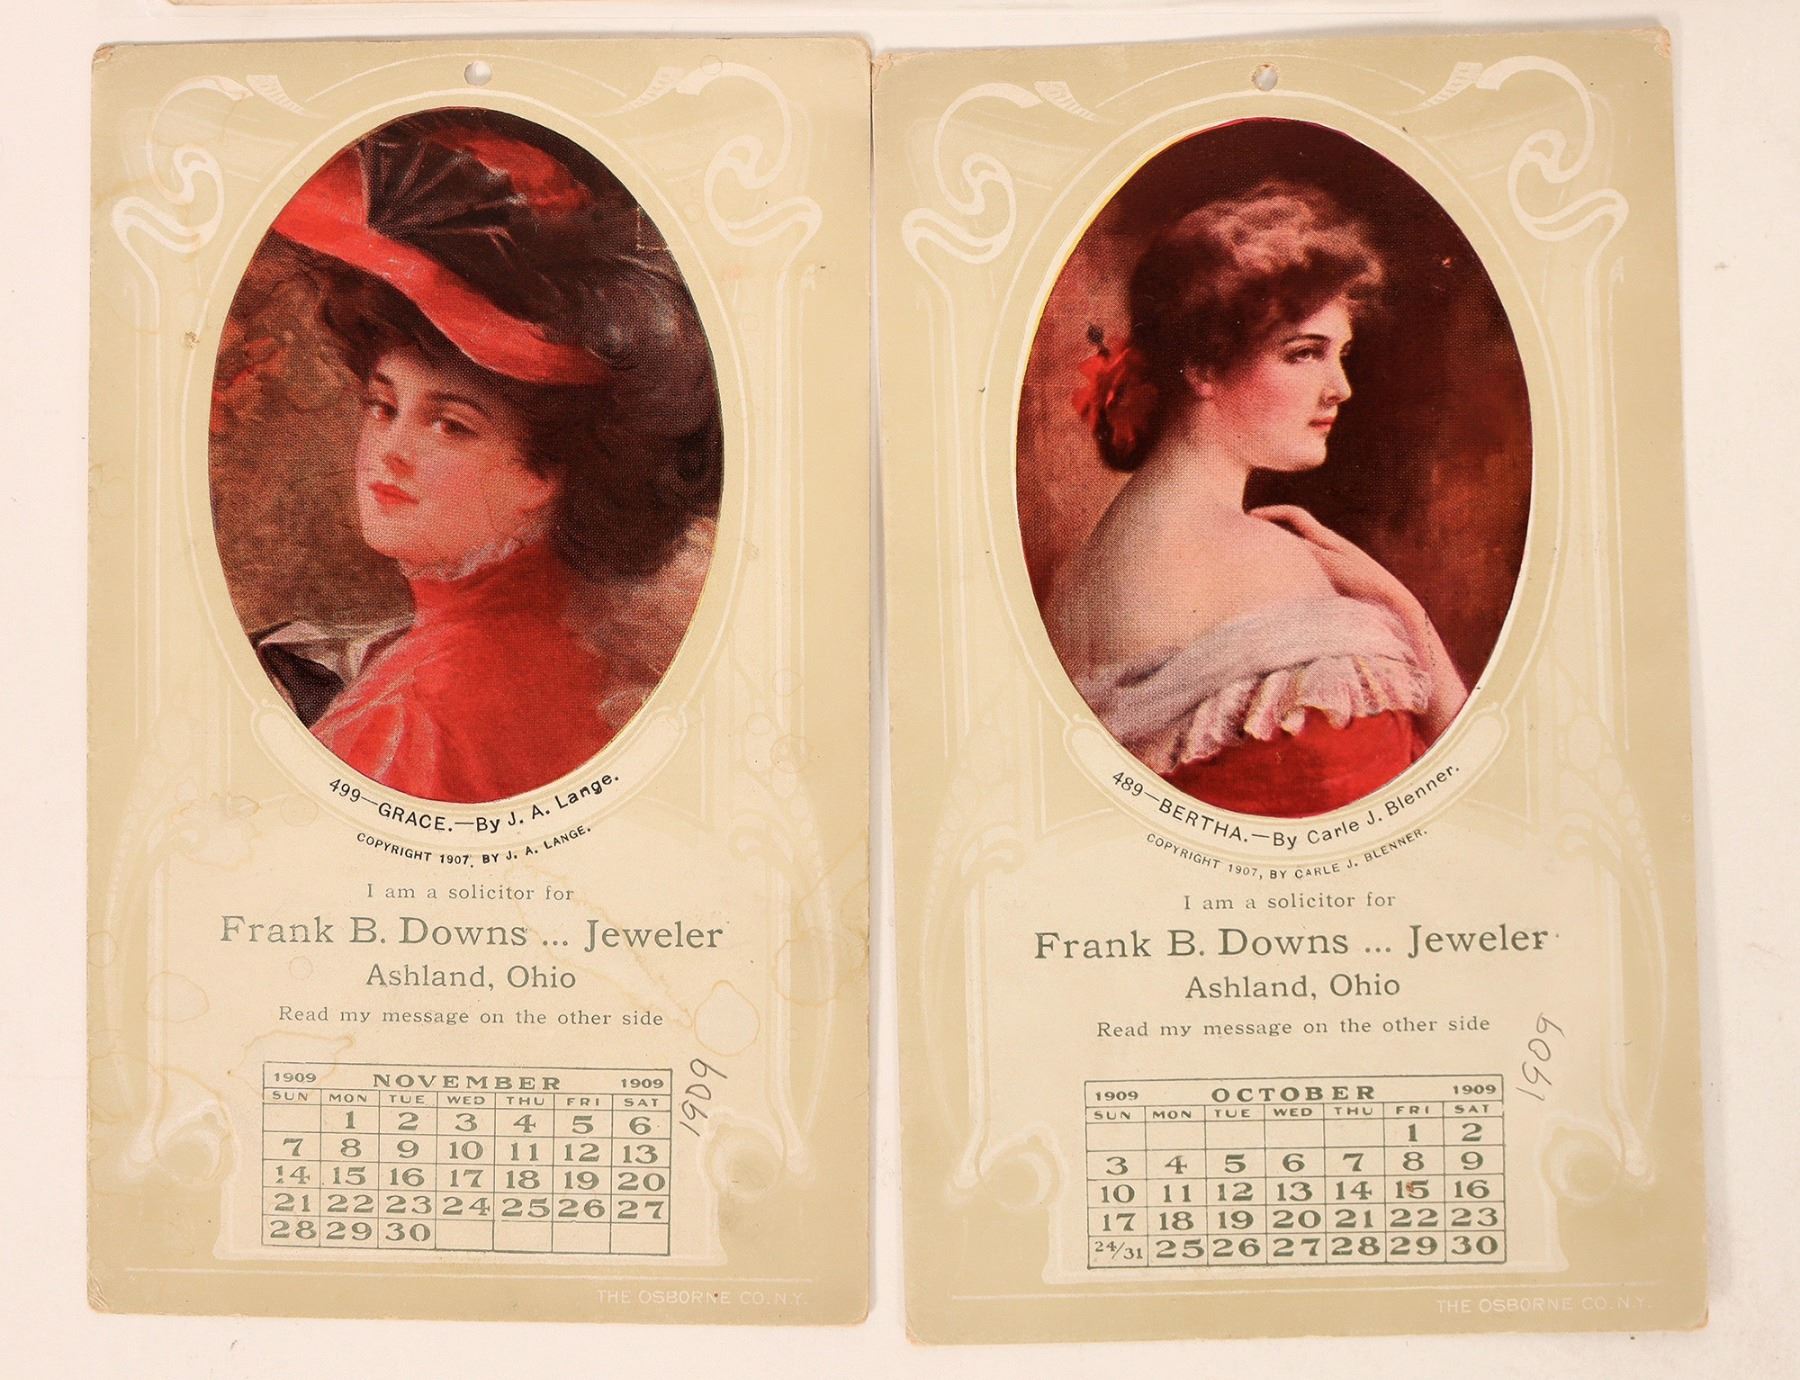 499—GRACE.—By J. A. Lange.
COPYRIGHT 1907, BY J. A. LANGE.
I am a solicitor for
Frank B. Downs ... Jeweler
Ashland, Ohio
Read my message on the other side
1909 NOVEMBER 1909
SUN MON TUE WED THU FRI SAT
1 2 3 4 5 6
7 8 9 10 11 12 13
14 15 16 17 18 19 20
21 22 23 24 25 26 27
28 29 30
1909
THE OSBORNE CO. N.Y.
489—BERTHA.—By Carle J. Blenner.
COPYRIGHT 1907, BY CARLE J. BLENNER.
I am a solicitor for
Frank B. Downs ... Jeweler
Ashland, Ohio
Read my message on the other side
1909 OCTOBER 1909
SUN MON TUE WED THU FRI SAT
1 2
3 4 5 6 7 8 9
10 11 12 13 14 15 16
17 18 19 20 21 22 23
24/31 25 26 27 28 29 30
1909
THE OSBORNE CO. N.Y.